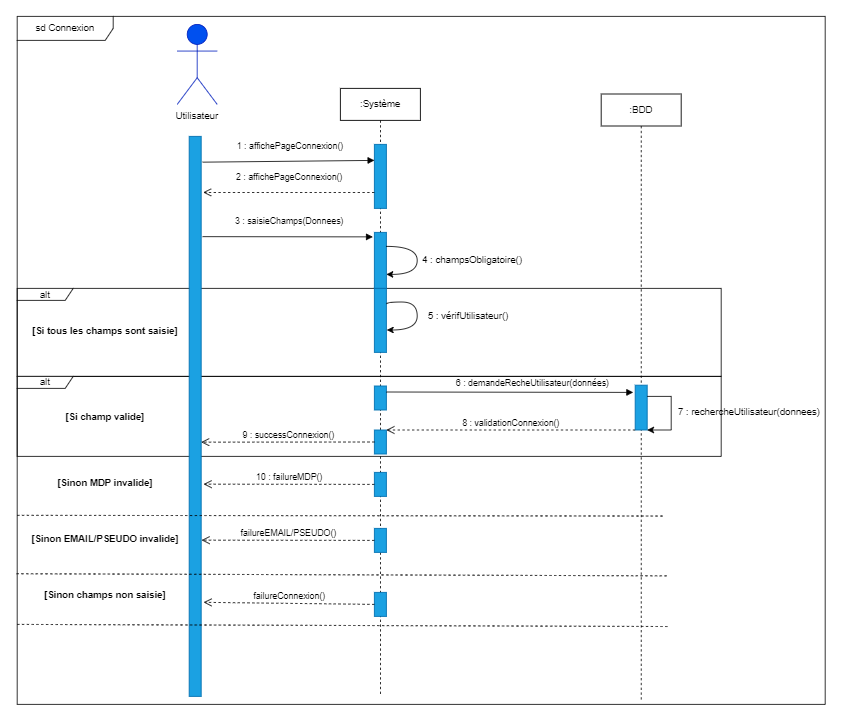 sd Connexion
Utilisateur
:Système
:BDD
1 : affichePageConnexion()
2 : affichePageConnexion()
3 : saisieChamps(Donnees)
4 : champsObligatoire()
alt
[Si tous les champs sont saisie]
5 : vérifUtilisateur()
alt
[Si champ valide]
6 : demandeRecheUtilisateur(données)
7 : rechercheUtilisateur(donnees)
8 : validationConnexion()
9 : successConnexion()
[Sinon MDP invalide]
10 : failureMDP()
[Sinon EMAIL/PSEUDO invalide]
failureEMAIL/PSEUDO()
[Sinon champs non saisie]
failureConnexion()